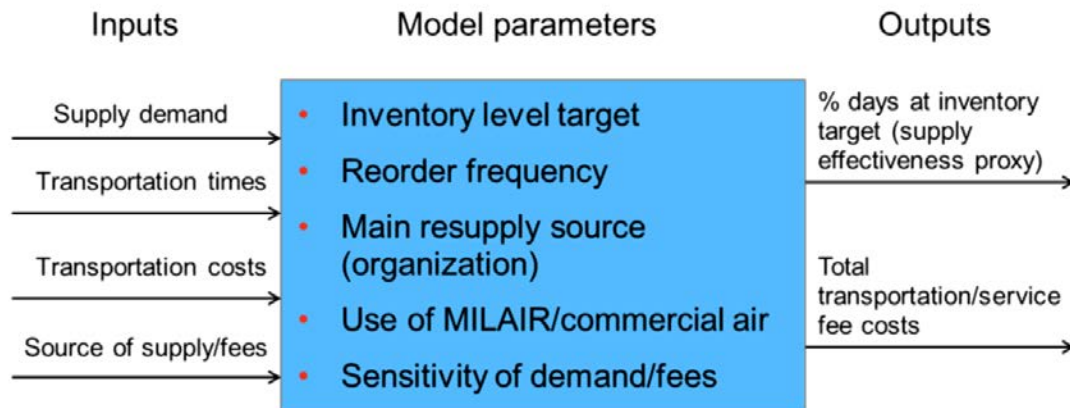 Inputs
Model parameters
Outputs
Supply demand
Transportation times
Transportation costs
Source of supply/fees
• Inventory level target
• Reorder frequency
• Main resupply source
(organization)
• Use of MILAIR/commercial air
• Sensitivity of demand/fees
% days at inventory
target (supply
effectiveness proxy)
Total
transportation/service
fee costs